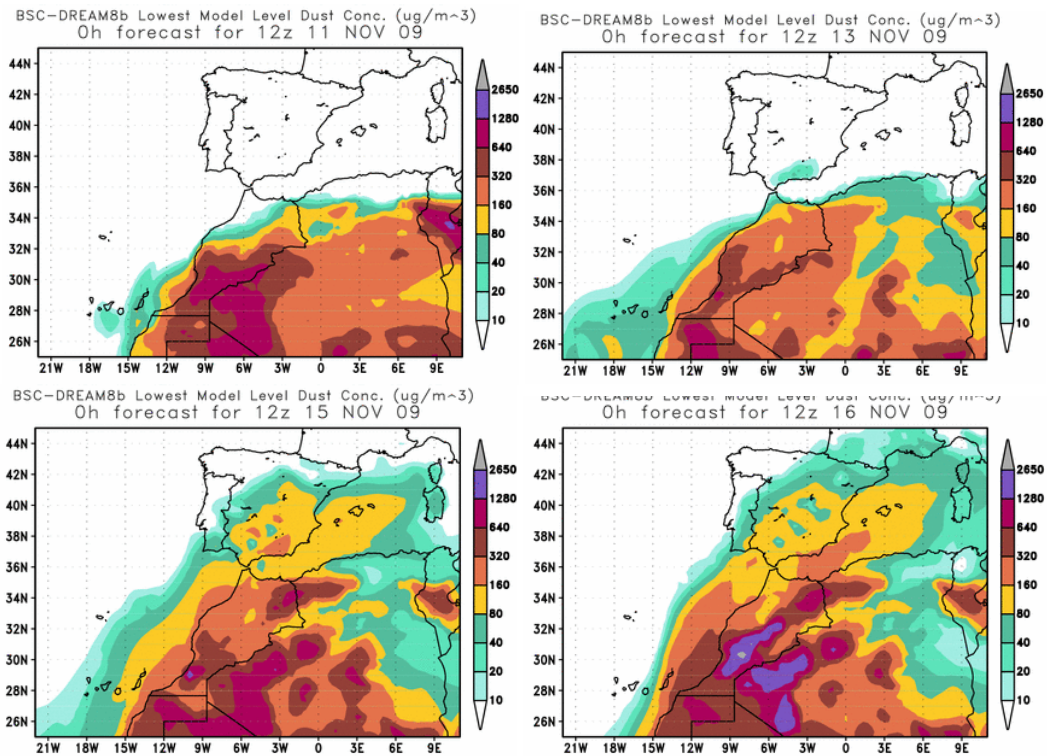 BSC-DREAM8b Lowest Model Level Dust Conc. (ug/m^3)
0h forecast for 12z 11 NOV 09
44N
42N
40N
38N
36N
34N
32N
30N
28N
26N
21W 18W 15W 12W 9W 6W 3W 0 3E 6E 9E
2650
1280
640
320
160
80
40
20
10
BSC-DREAM8b Lowest Model Level Dust Conc. (ug/m^3)
0h forecast for 12z 13 NOV 09
44N
42N
40N
38N
36N
34N
32N
30N
28N
26N
21W 18W 15W 12W 9W 6W 3W 0 3E 6E 9E
2650
1280
640
320
160
80
40
20
10
BSC-DREAM8b Lowest Model Level Dust Conc. (ug/m^3)
0h forecast for 12z 15 NOV 09
44N
42N
40N
38N
36N
34N
32N
30N
28N
26N
21W 18W 15W 12W 9W 6W 3W 0 3E 6E 9E
2650
1280
640
320
160
80
40
20
10
BSC-DREAM8b Lowest Model Level Dust Conc. (ug/m^3)
0h forecast for 12z 16 NOV 09
44N
42N
40N
38N
36N
34N
32N
30N
28N
26N
21W 18W 15W 12W 9W 6W 3W 0 3E 6E 9E
2650
1280
640
320
160
80
40
20
10